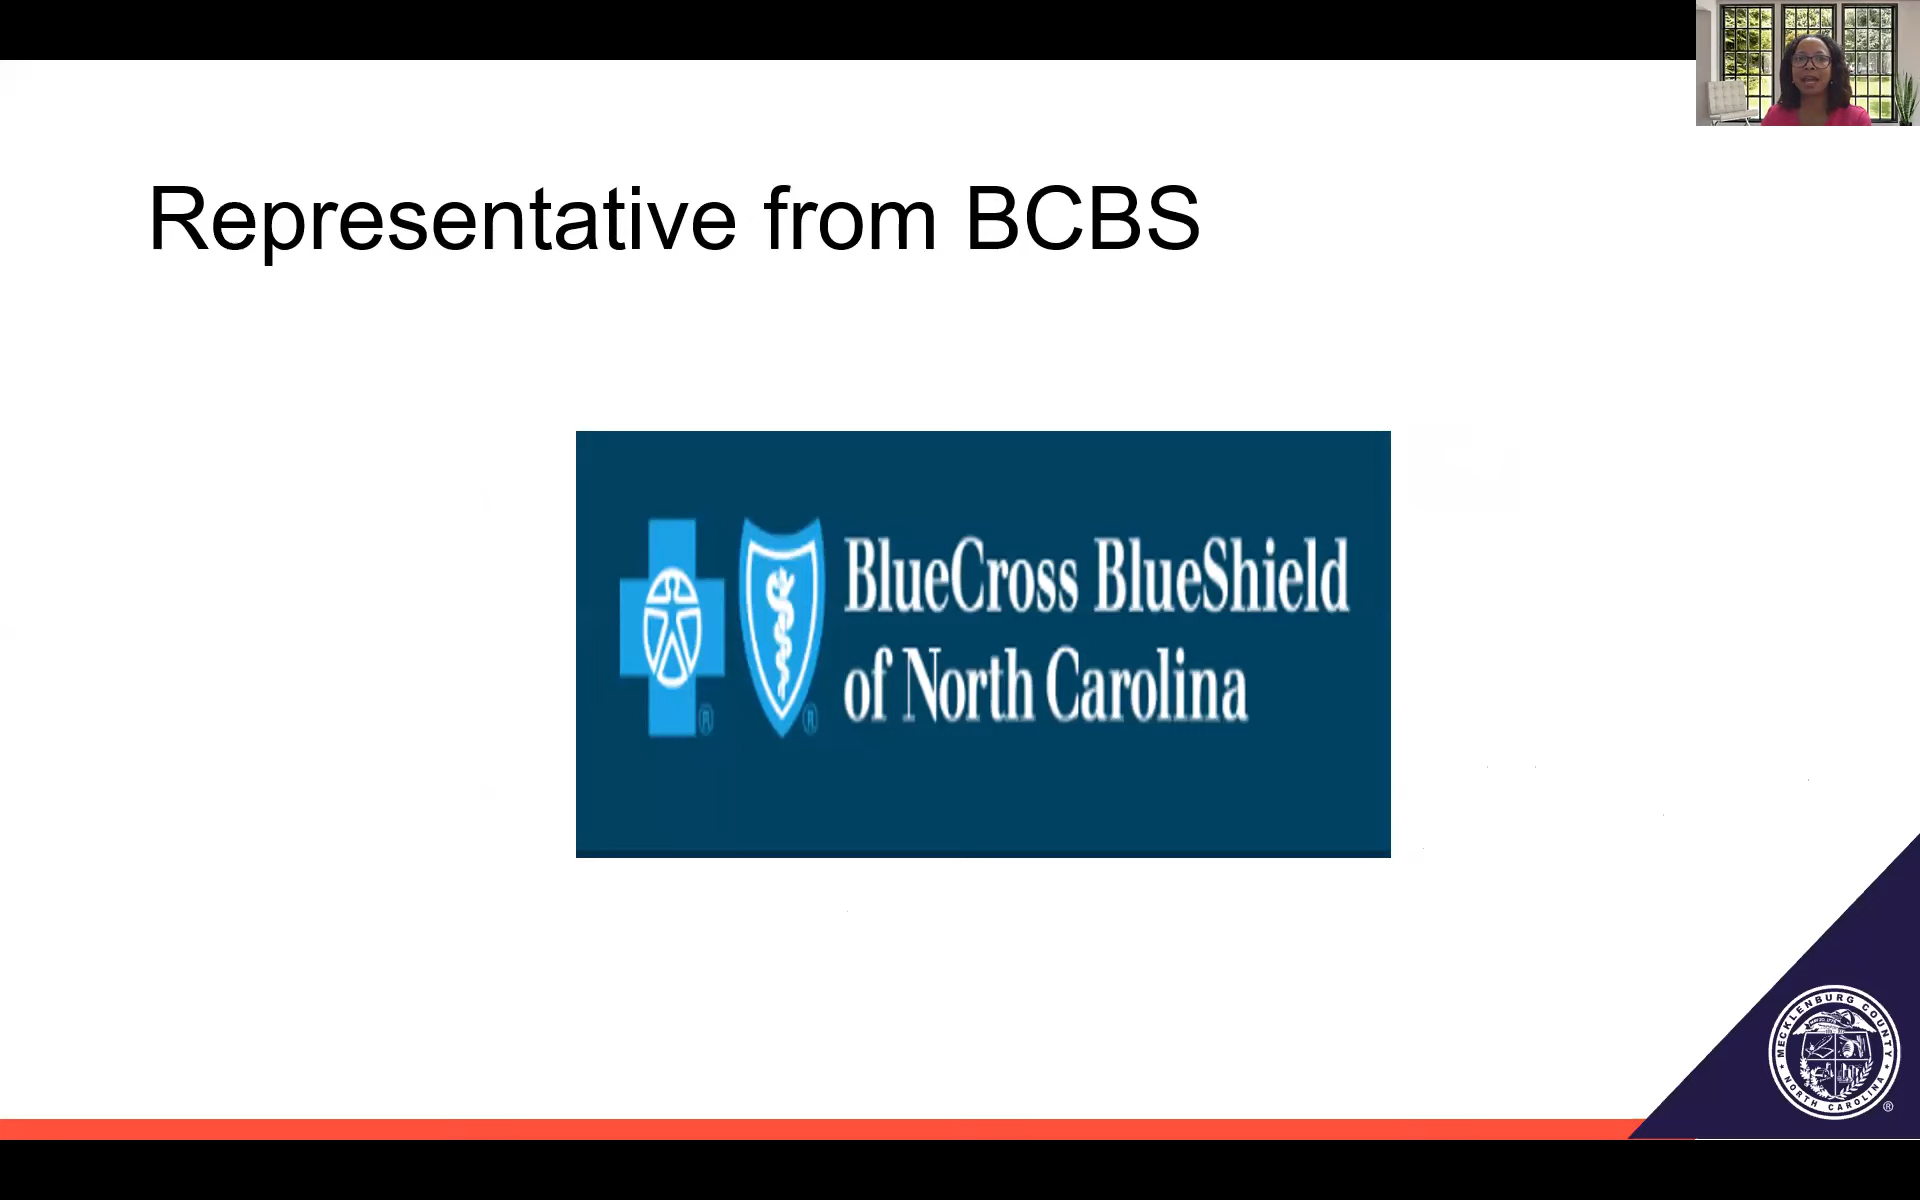 Representative from BCBS
BlueCross BlueShield
of North Carolina
® ®
MECKLENBURG COUNTY
NORTH CAROLINA
®